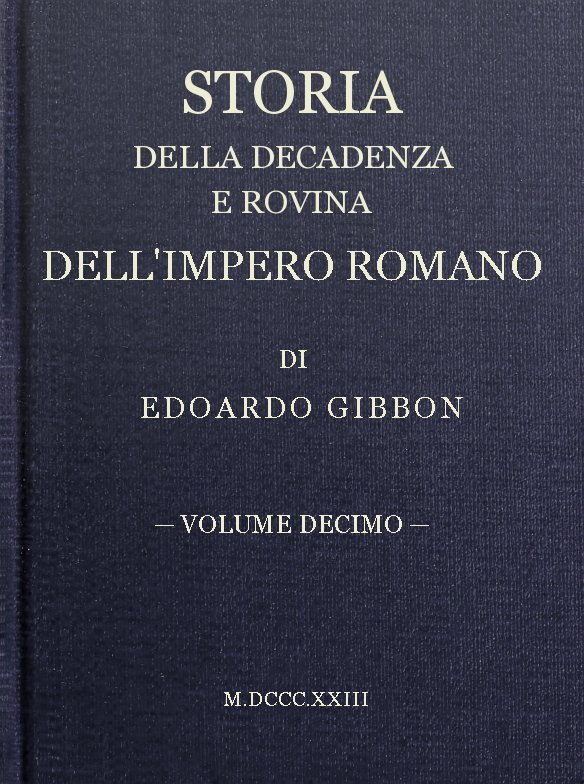 STORIA
DELLA DECADENZA
E ROVINA
DELL'IMPERO ROMANO
DI
EDOARDO GIBBON
— VOLUME DECIMO —
M.DCCC.XXIII